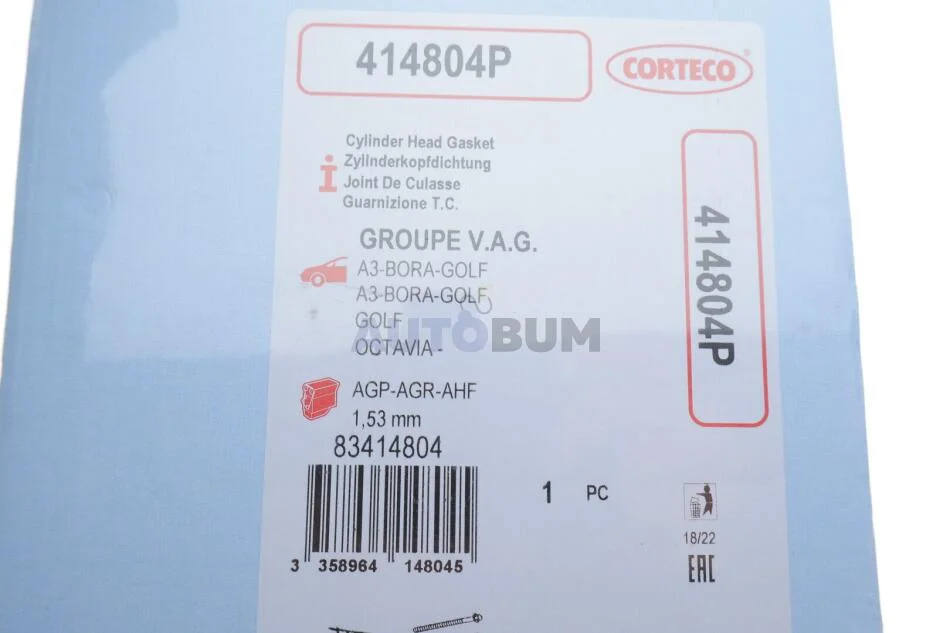 414804P
CORTECO
Cylinder Head Gasket
i Zylinderkopfdichtung
Joint De Culasse
Guarnizione T.C.
414804P
GROUPE V.A.G.
A3-BORA-GOLF
A3-BORA-GOLF
GOLF
AUTOBUM
OCTAVIA -
AGP-AGR-AHF
1,53 mm
83414804
1 PC
18/22
EAC
3 358964 148045